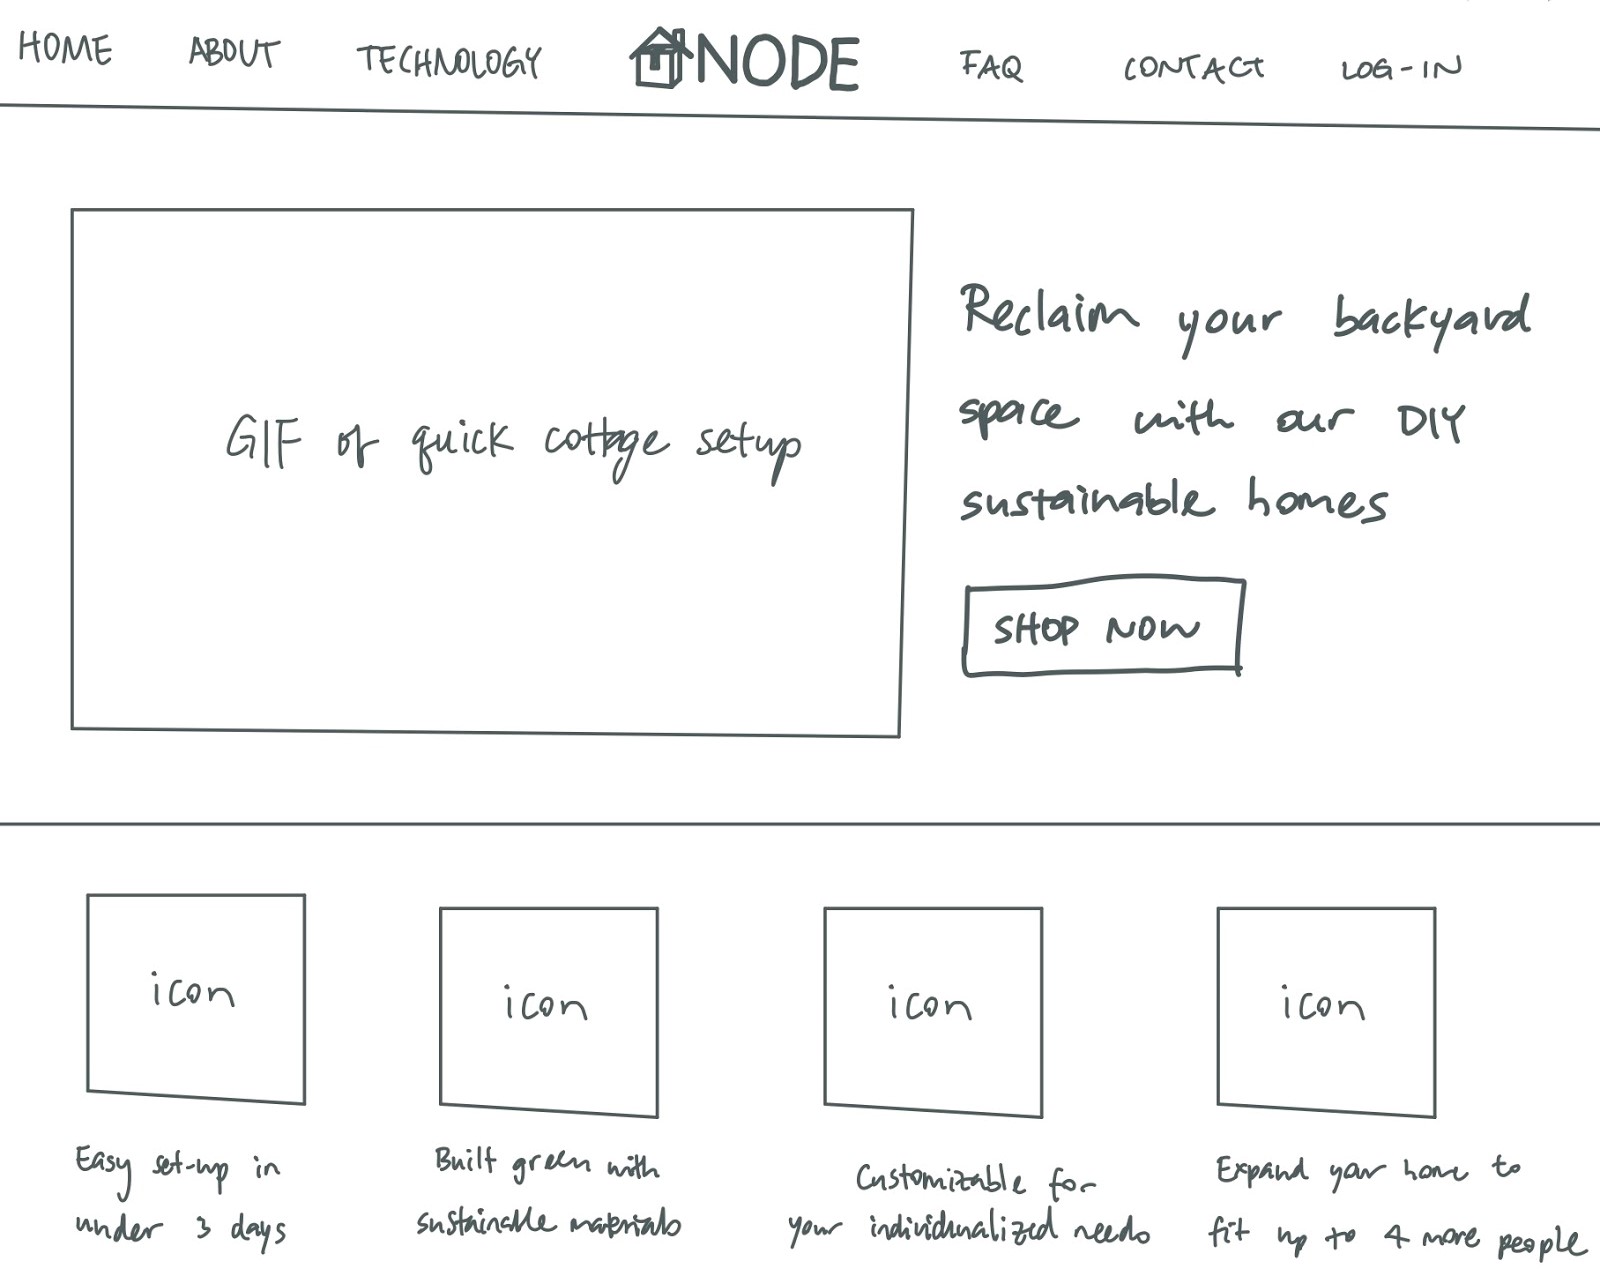 HOME ABOUT TECHNOLOGY NODE FAQ CONTACT LOG-IN
GIF of quick cottage setup
Reclaim your backyard
space with our DIY
sustainable homes
SHOP NOW
icon
Easy set-up in
under 3 days
icon
Built green with
sustainable materials
icon
Customizable for
your individualized needs
icon
Expand your home to
fit up to 4 more people